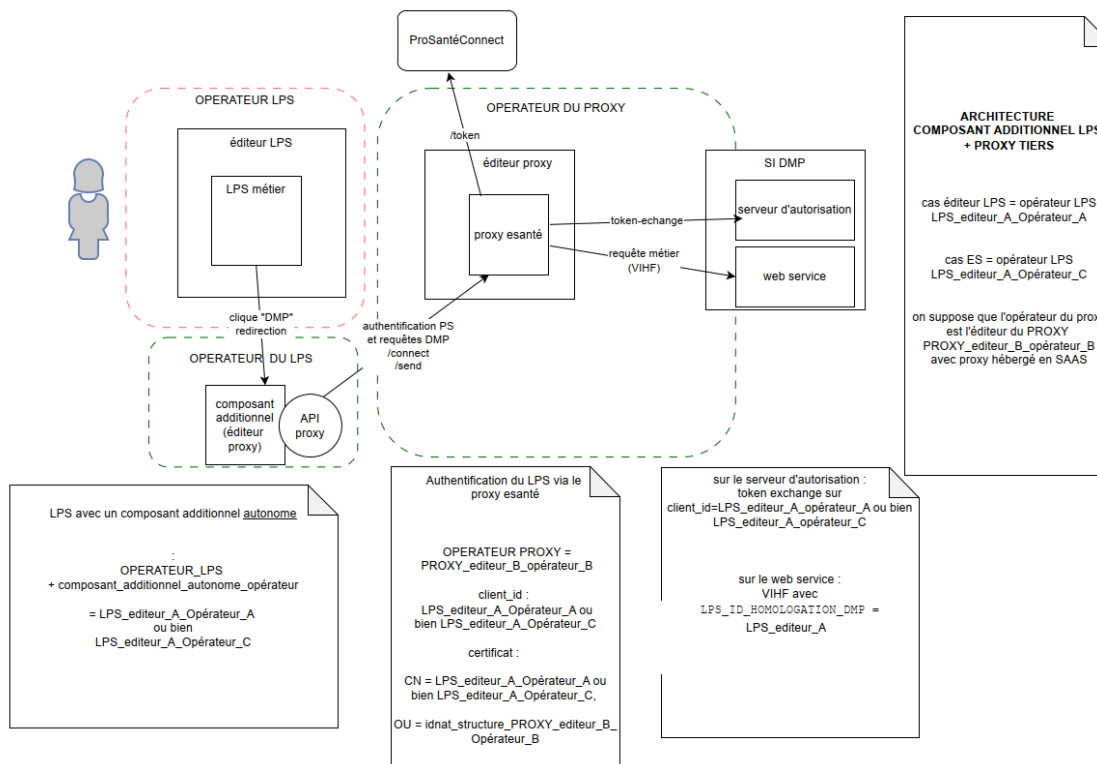 ProSantéConnect
OPERATEUR LPS
éditeur LPS
LPS métier
clique "DMP"
redirection
OPERATEUR DU LPS
composant
additionnel
(éditeur
proxy)
API
proxy
OPERATEUR DU PROXY
/token
éditeur proxy
proxy esanté
authentification PS
et requêtes DMP
/connect
/send
token-echange
requête métier
(VIHF)
SI DMP
serveur d'autorisation
web service
ARCHITECTURE
COMPOSANT ADDITIONNEL LPS
+ PROXY TIERS
cas éditeur LPS = opérateur LPS
LPS_editeur_A_Opérateur_A
cas ES = opérateur LPS
LPS_editeur_A_Opérateur_C
on suppose que l'opérateur du proxy
est l'éditeur du PROXY
PROXY_editeur_B_opérateur_B
avec proxy hébergé en SAAS
LPS avec un composant additionnel autonome
:
OPERATEUR_LPS
+ composant_additionnel_autonome_opérateur
= LPS_editeur_A_Opérateur_A
ou bien
LPS_editeur_A_Opérateur_C
Authentification du LPS via le
proxy esanté
OPERATEUR PROXY =
PROXY_editeur_B_opérateur_B
client_id :
LPS_editeur_A_Opérateur_A ou
bien LPS_editeur_A_Opérateur_C
certificat :
CN = LPS_editeur_A_Opérateur_A ou
bien LPS_editeur_A_Opérateur_C,
OU = idnat_structure_PROXY_editeur_B_
Opérateur_B
sur le serveur d'autorisation :
token exchange sur
client_id=LPS_editeur_A_opérateur_A ou bien
LPS_editeur_A_opérateur_C
sur le web service :
VIHF avec
LPS_ID_HOMOLOGATION_DMP =
LPS_editeur_A